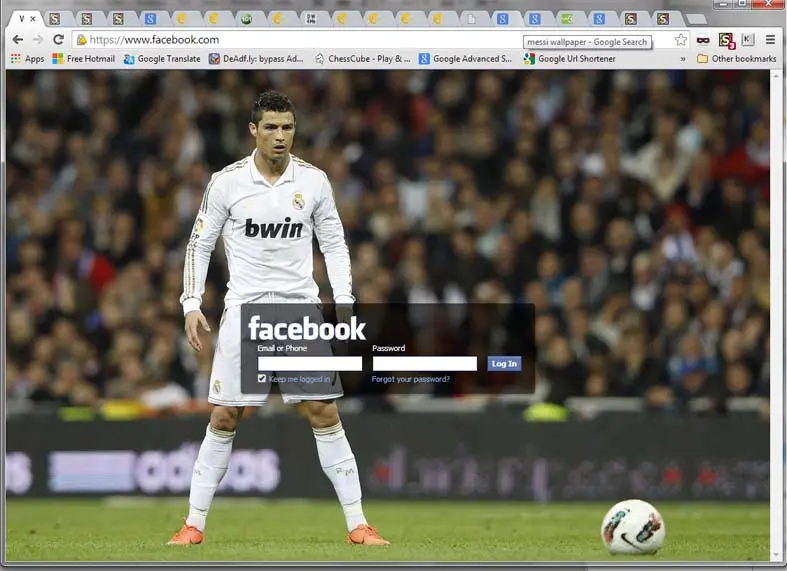 V
101
https://www.facebook.com
messi wallpaper - Google Search
Apps
Free Hotmail
Google Translate
DeAdf.ly: bypass Ad...
ChessCube - Play & ...
Google Advanced S...
Google Url Shortener
»
Other bookmarks
bwin
facebook
Email or Phone
Password
Log In
Keep me logged in
Forgot your password?
adidas